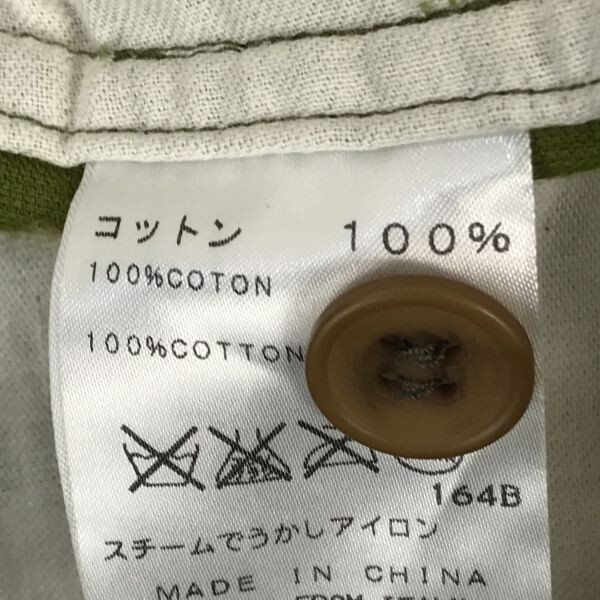 コットン 100%
100%COTON
100%COTTON
164B
スチームでうかしアイロン
MADE IN CHINA
FROM